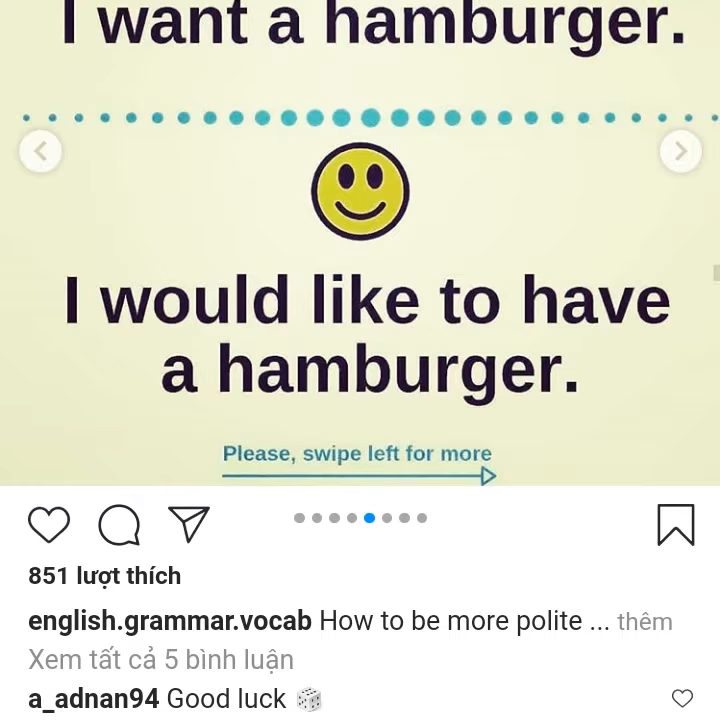 I want a hamburger.
I would like to have
a hamburger.
Please, swipe left for more
851 lượt thích
english.grammar.vocab How to be more polite ... thêm
Xem tất cả 5 bình luận
a_adnan94 Good luck 🎲